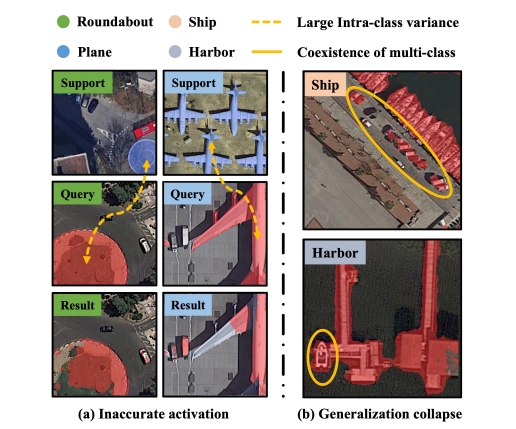 Roundabout
Ship
Large Intra-class variance
Plane
Harbor
Coexistence of multi-class
Support
Support
Ship
Query
Query
Harbor
Result
Result
(a) Inaccurate activation
(b) Generalization collapse